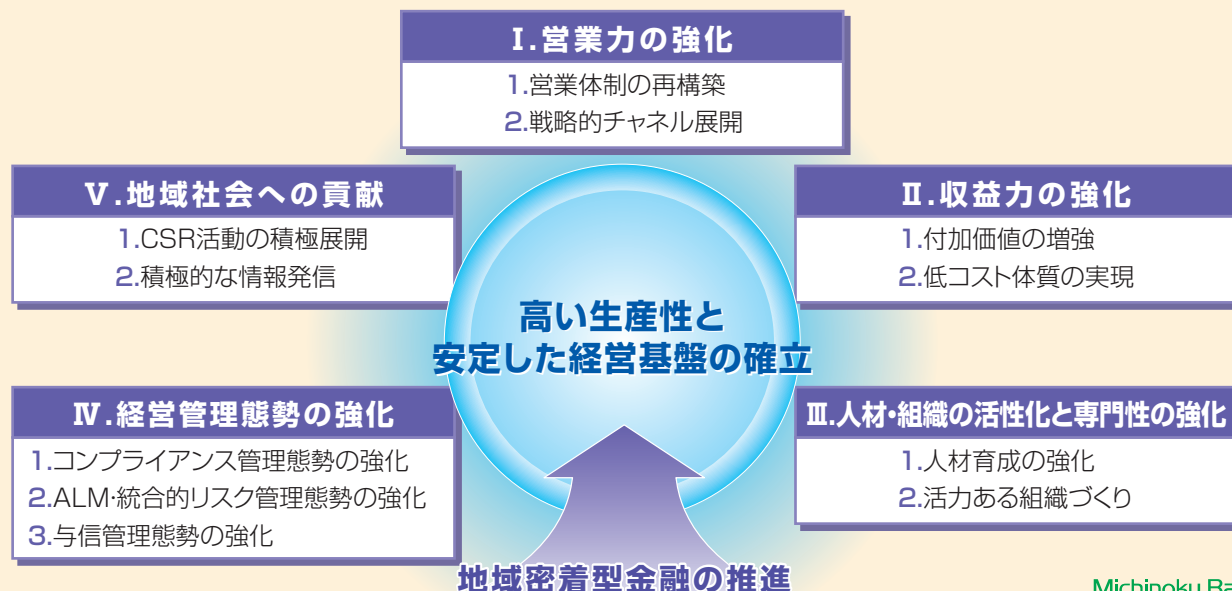 Ⅰ.営業力の強化
1.営業体制の再構築
2.戦略的チャネル展開
Ⅴ.地域社会への貢献
1.CSR活動の積極展開
2.積極的な情報発信
Ⅱ.収益力の強化
1.付加価値の増強
2.低コスト体質の実現
高い生産性と
安定した経営基盤の確立
Ⅳ.経営管理態勢の強化
1.コンプライアンス管理態勢の強化
2.ALM・統合的リスク管理態勢の強化
3.与信管理態勢の強化
Ⅲ.人材・組織の活性化と専門性の強化
1.人材育成の強化
2.活力ある組織づくり
地域密着型金融の推進
Michinoku